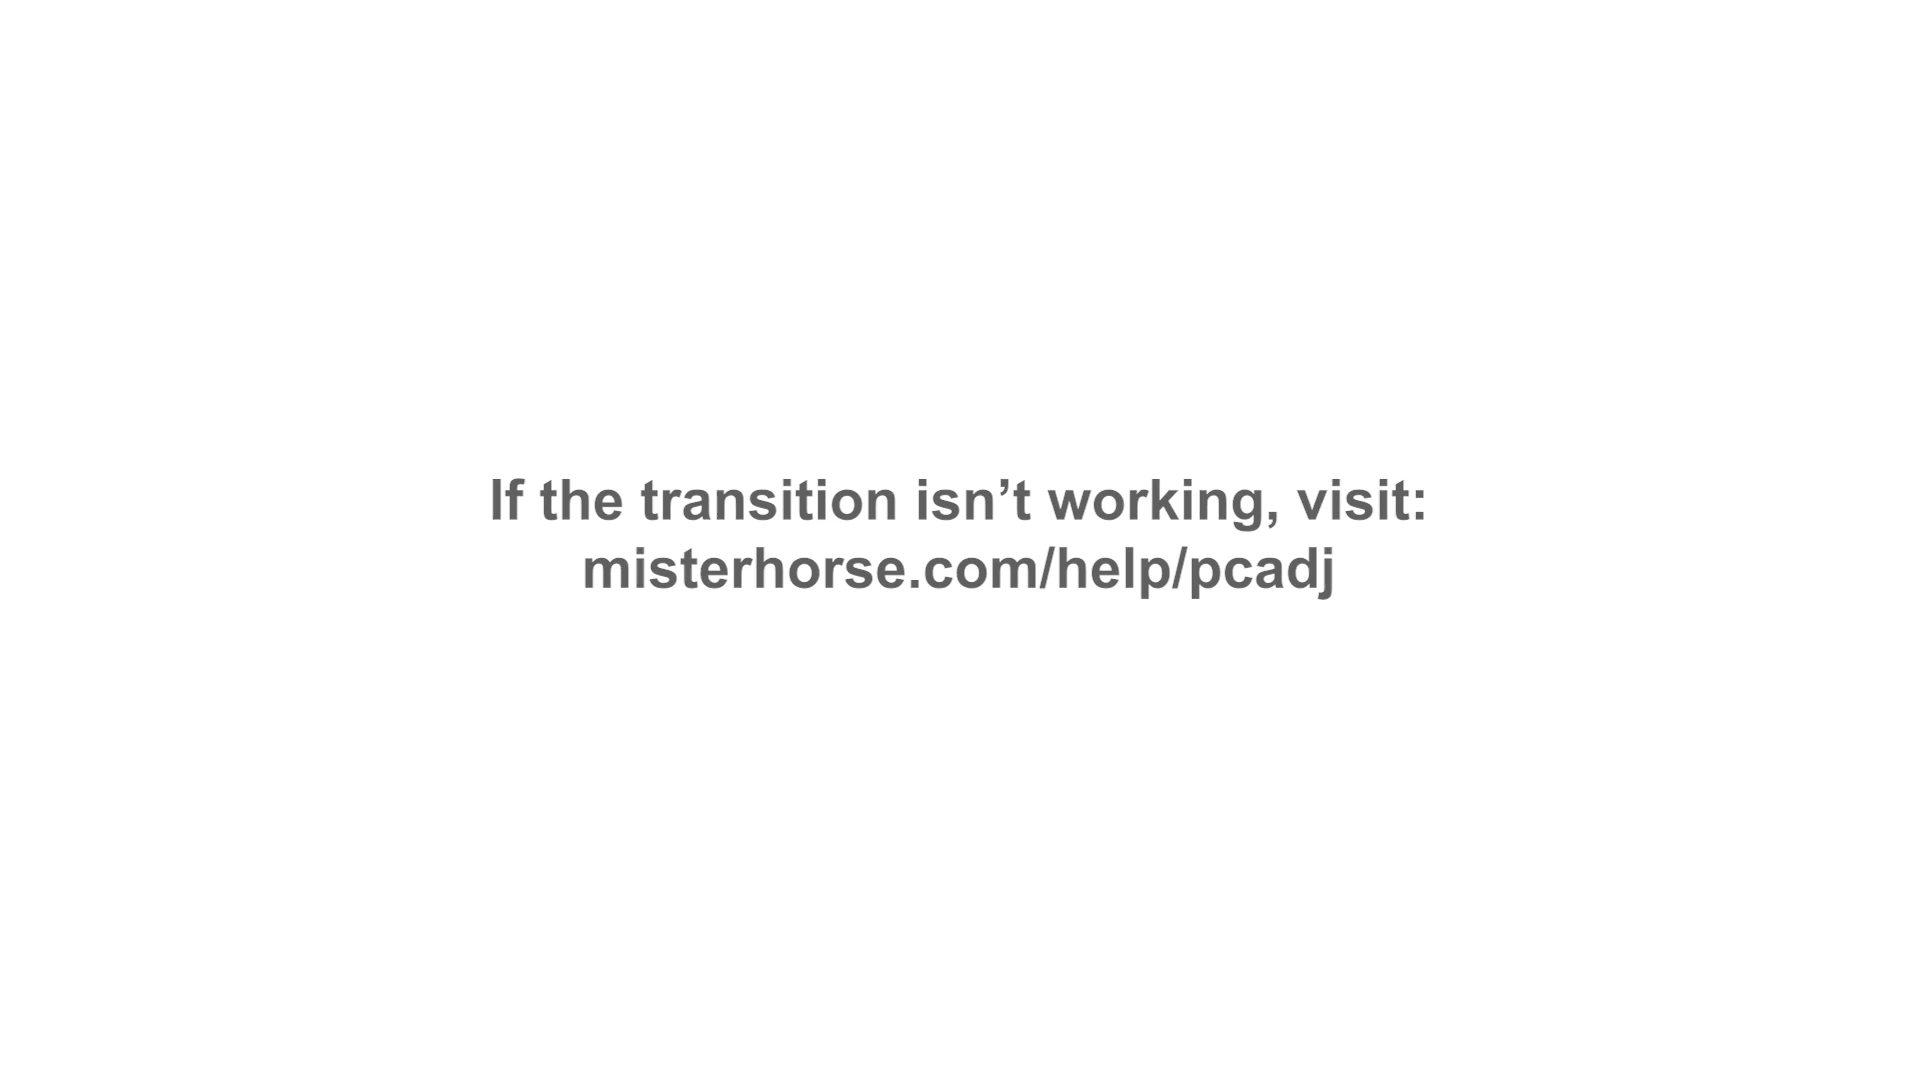 If the transition isn’t working, visit:
misterhorse.com/help/pcadj